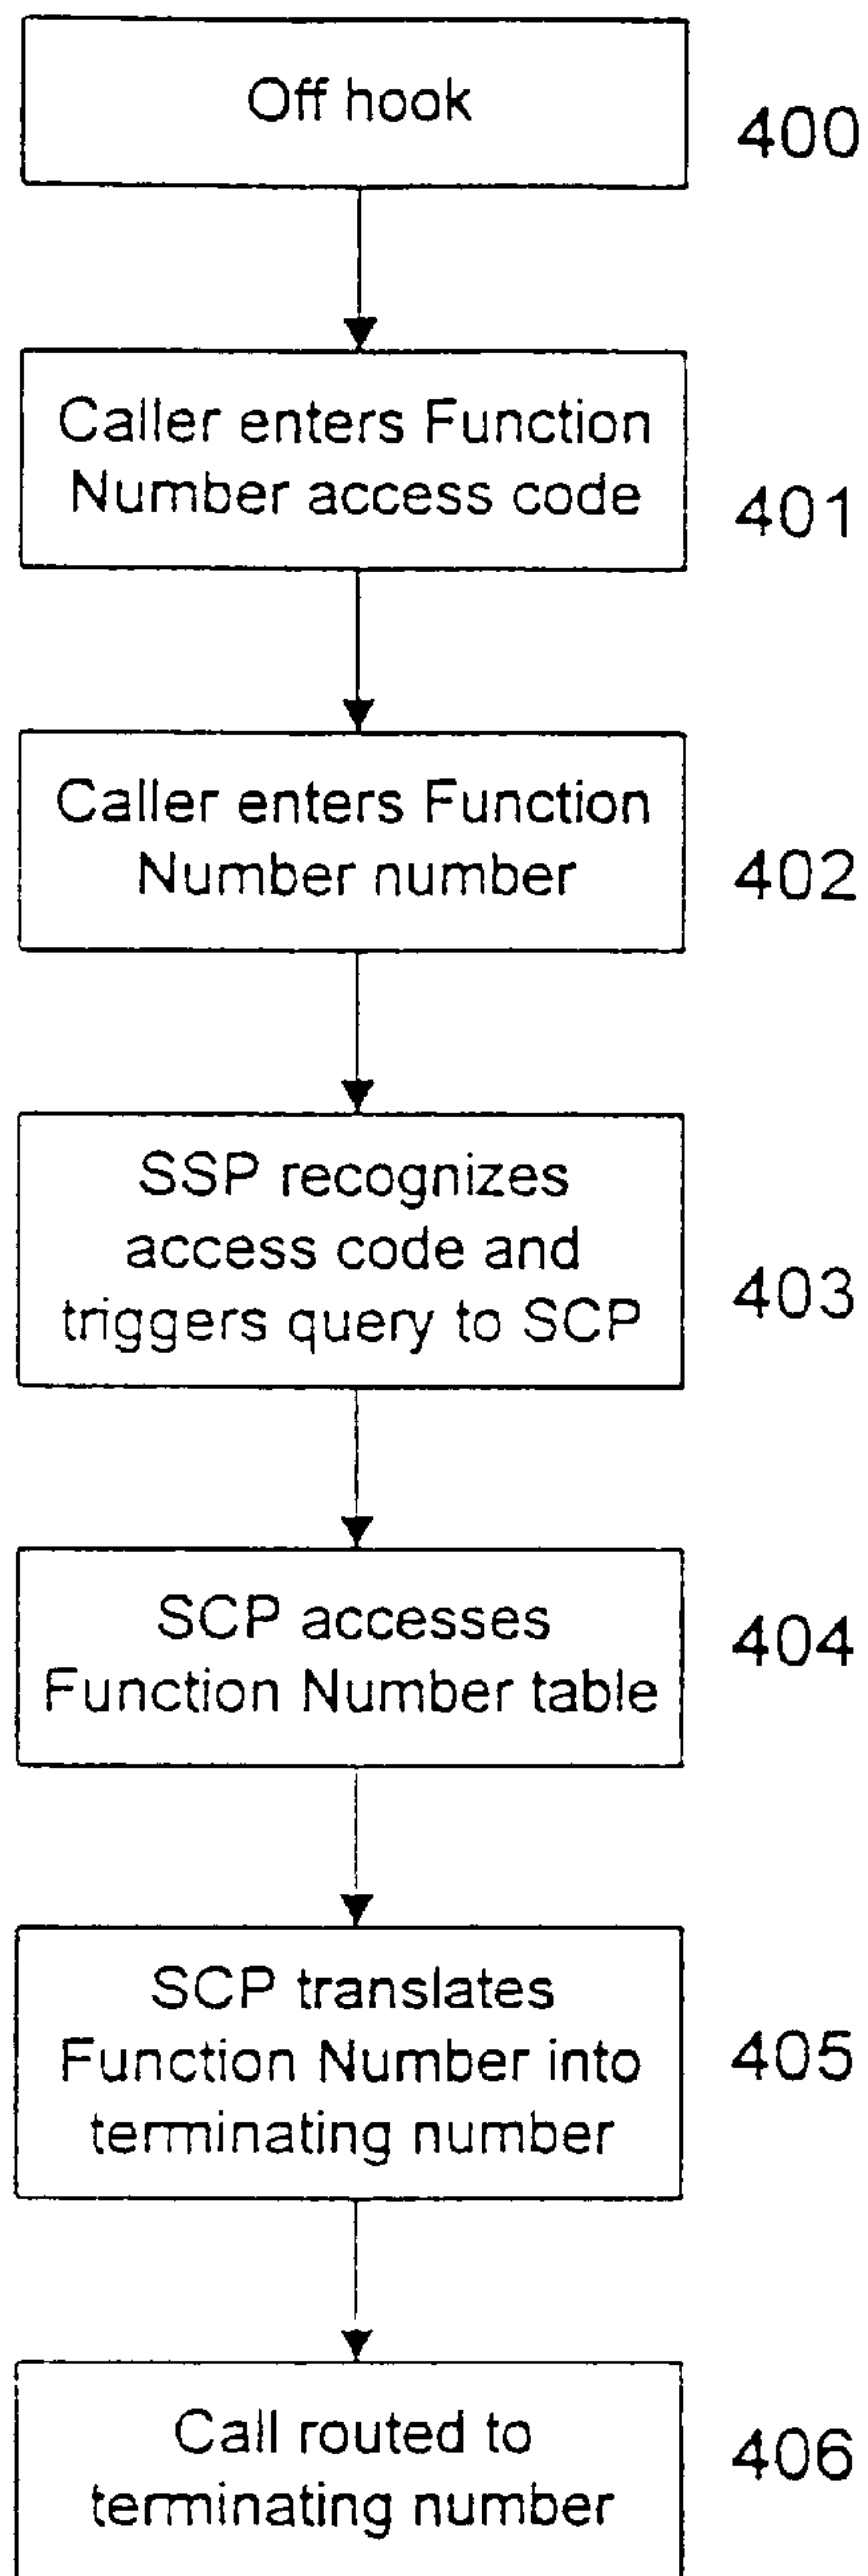 Off hook
400
Caller enters Function
Number access code
401
Caller enters Function
Number number
402
SSP recognizes
access code and
triggers query to SCP
403
SCP accesses
Function Number table
404
SCP translates
Function Number into
terminating number
405
Call routed to
terminating number
406